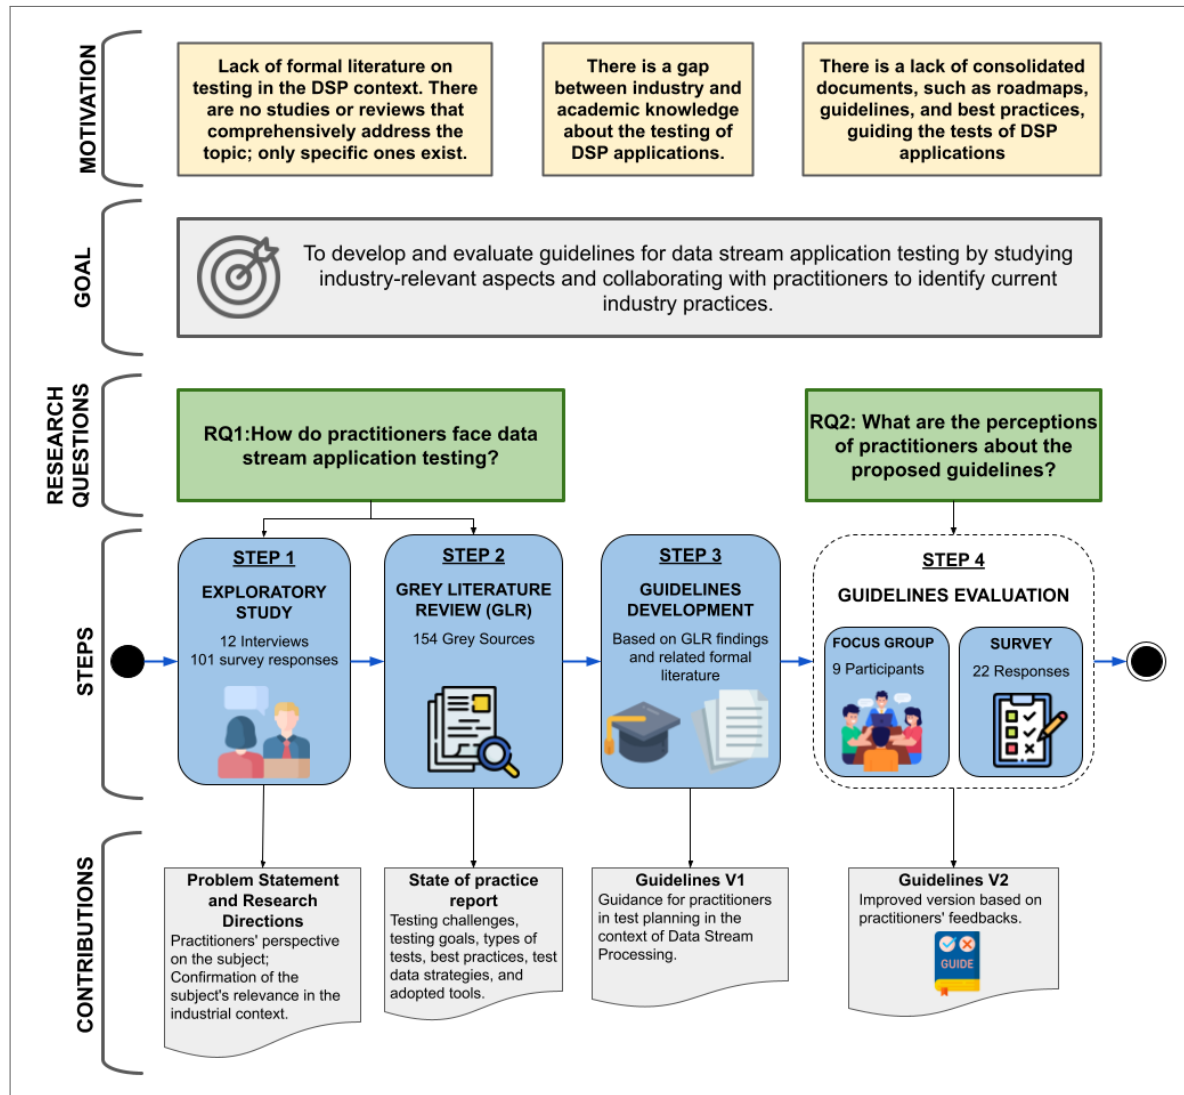 MOTIVATION
Lack of formal literature on
testing in the DSP context. There
are no studies or reviews that
comprehensively address the
topic; only specific ones exist.
There is a gap
between industry and
academic knowledge
about the testing of
DSP applications.
There is a lack of consolidated
documents, such as roadmaps,
guidelines, and best practices,
guiding the tests of DSP
applications
GOAL
To develop and evaluate guidelines for data stream application testing by studying
industry-relevant aspects and collaborating with practitioners to identify current
industry practices.
RESEARCH
QUESTIONS
RQ1:How do practitioners face data
stream application testing?
RQ2: What are the perceptions
of practitioners about the
proposed guidelines?
STEPS
STEP 1
EXPLORATORY
STUDY
12 Interviews
101 survey responses
STEP 2
GREY LITERATURE
REVIEW (GLR)
154 Grey Sources
STEP 3
GUIDELINES
DEVELOPMENT
Based on GLR findings
and related formal
literature
STEP 4
GUIDELINES EVALUATION
FOCUS GROUP
9 Participants
SURVEY
22 Responses
CONTRIBUTIONS
Problem Statement
and Research
Directions
Practitioners' perspective
on the subject;
Confirmation of the
subject's relevance in the
industrial context.
State of practice
report
Testing challenges,
testing goals, types of
tests, best practices, test
data strategies, and
adopted tools.
Guidelines V1
Guidance for practitioners
in test planning in the
context of Data Stream
Processing.
Guidelines V2
Improved version based on
practitioners' feedbacks.
GUIDE